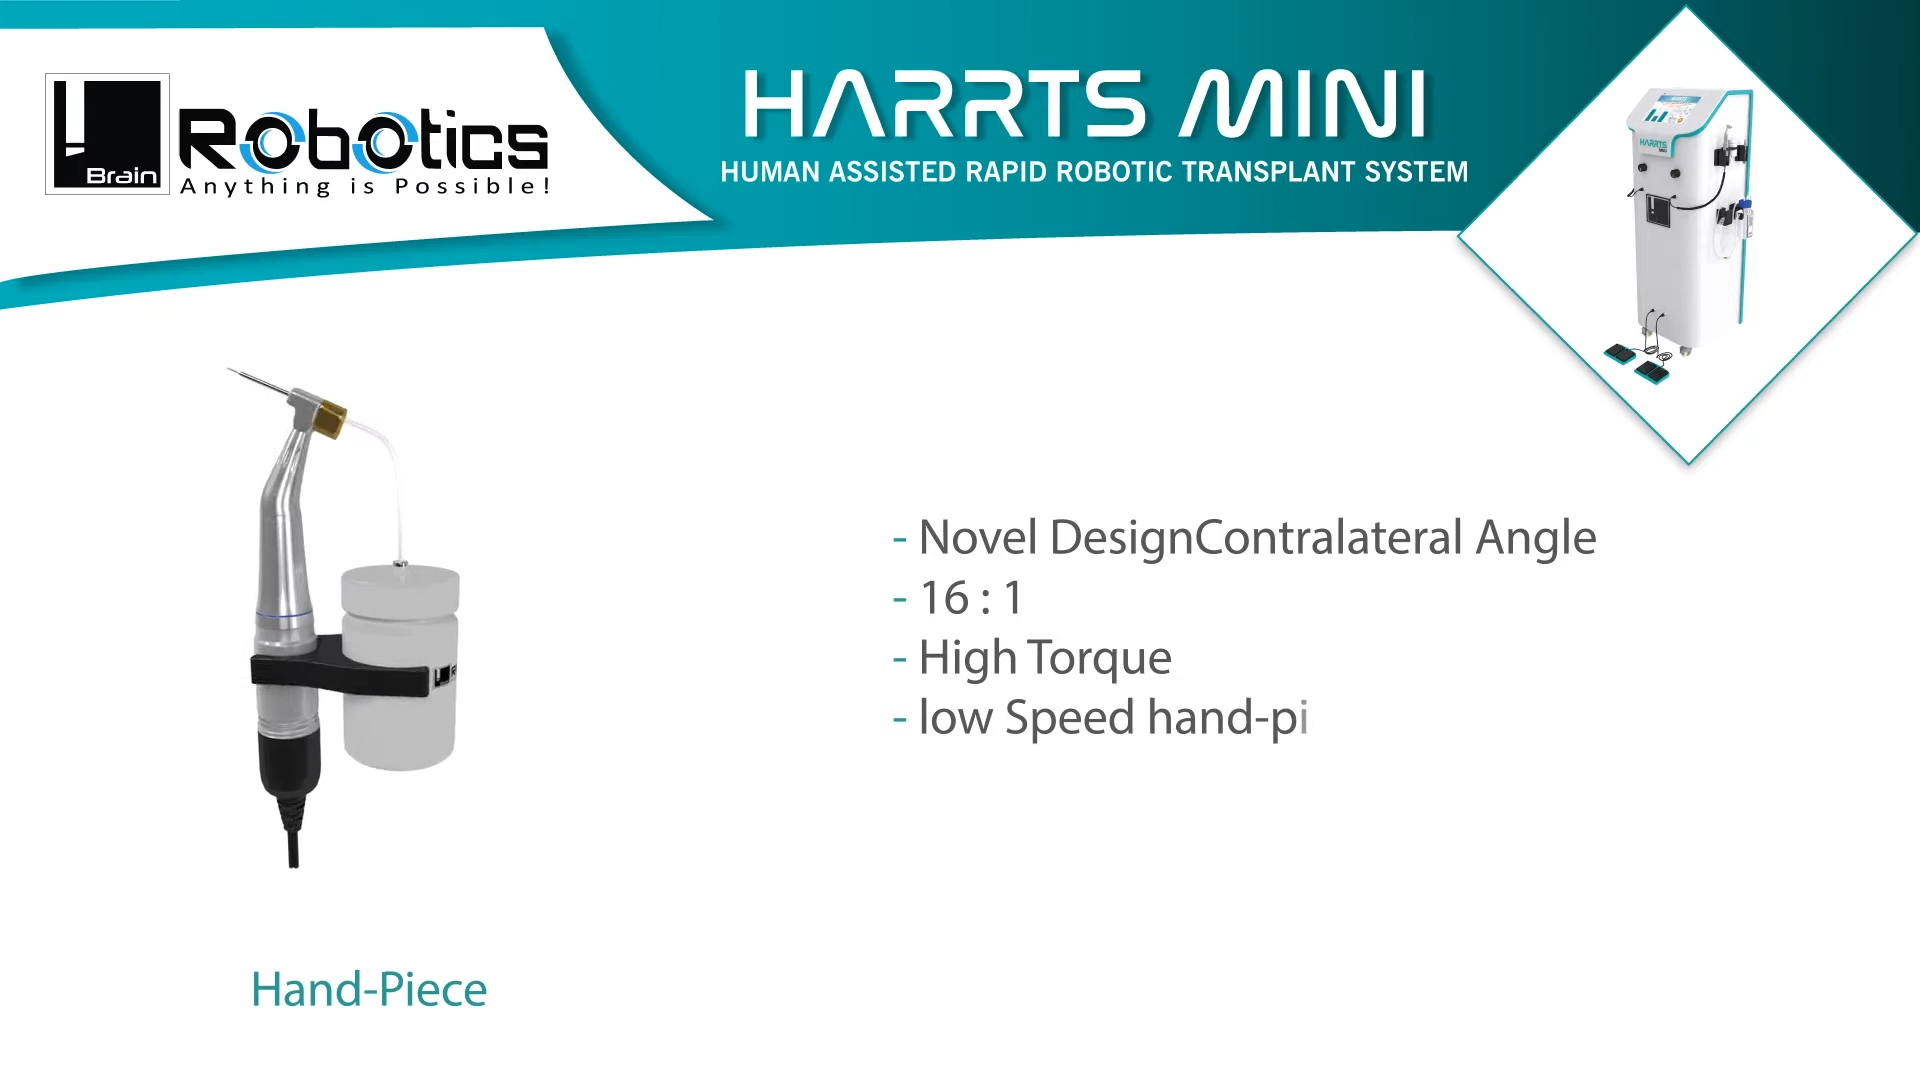 Brain
Robotics
Anything is Possible!
HARRTS MINI
HUMAN ASSISTED RAPID ROBOTIC TRANSPLANT SYSTEM
HARRTS
- Novel DesignContralateral Angle
- 16 : 1
- High Torque
- low Speed hand-pi
Hand-Piece